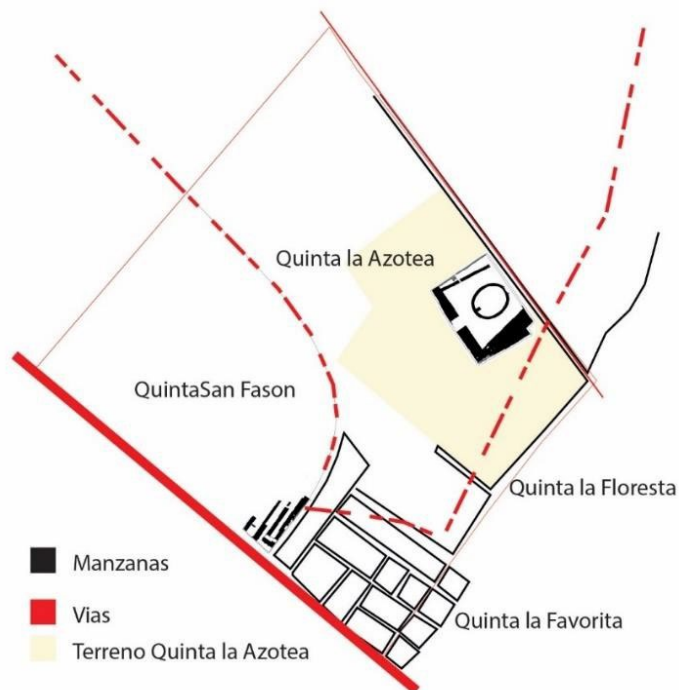 Quinta la Azotea
QuintaSan Fason
Quinta la Floresta
Quinta la Favorita
Manzanas
Vias
Terreno Quinta la Azotea